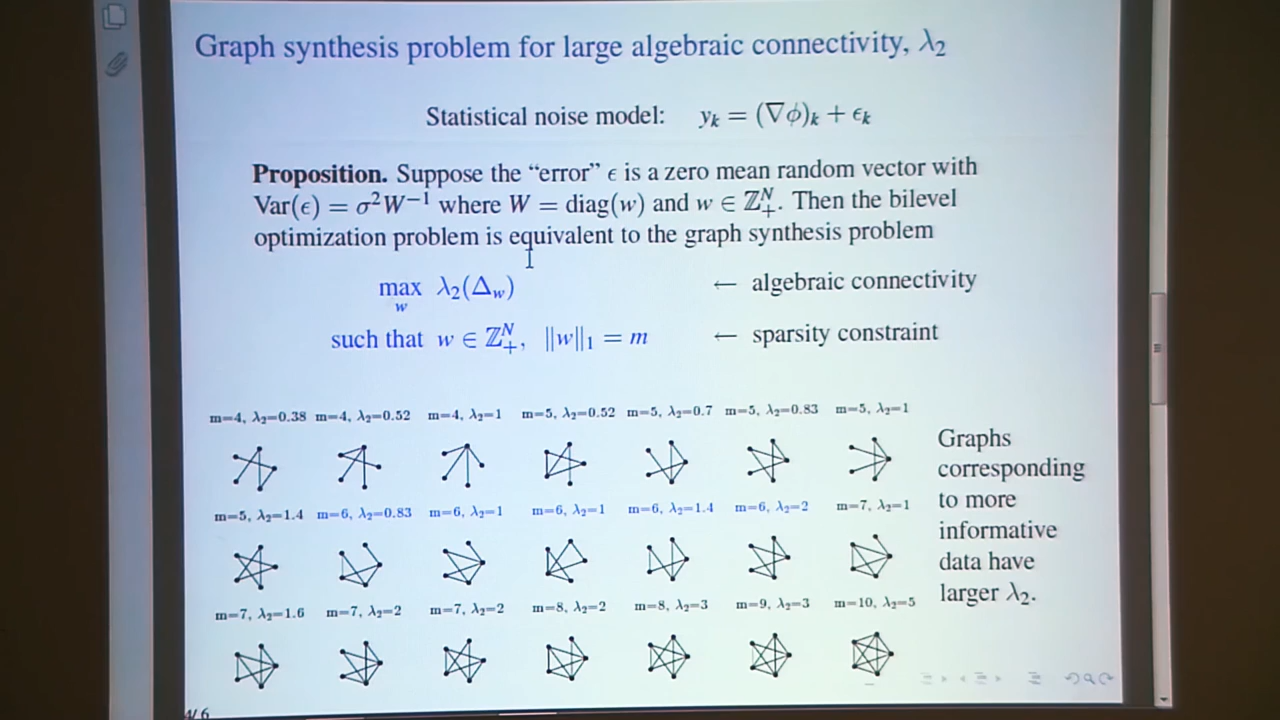 Graph synthesis problem for large algebraic connectivity, λ₂
Statistical noise model: yₖ = (∇ϕ)ₖ + ϵₖ
Proposition. Suppose the “error” ϵ is a zero mean random vector with
Var(ϵ) = σ²W⁻¹ where W = diag(w) and w ∈ ℤ₊ᴺ. Then the bilevel
optimization problem is equivalent to the graph synthesis problem
max λ₂(Δ_w) ← algebraic connectivity
w
such that w ∈ ℤ₊ᴺ, ‖w‖₁ = m ← sparsity constraint
m=4, λ₂=0.38 m=4, λ₂=0.52 m=4, λ₂=1 m=5, λ₂=0.52 m=5, λ₂=0.7 m=5, λ₂=0.83 m=5, λ₂=1
m=5, λ₂=1.4 m=6, λ₂=0.83 m=6, λ₂=1 m=6, λ₂=1 m=6, λ₂=1.4 m=6, λ₂=2 m=7, λ₂=1
m=7, λ₂=1.6 m=7, λ₂=2 m=7, λ₂=2 m=8, λ₂=2 m=8, λ₂=3 m=9, λ₂=3 m=10, λ₂=5
Graphs
corresponding
to more
informative
data have
larger λ₂.
4/6